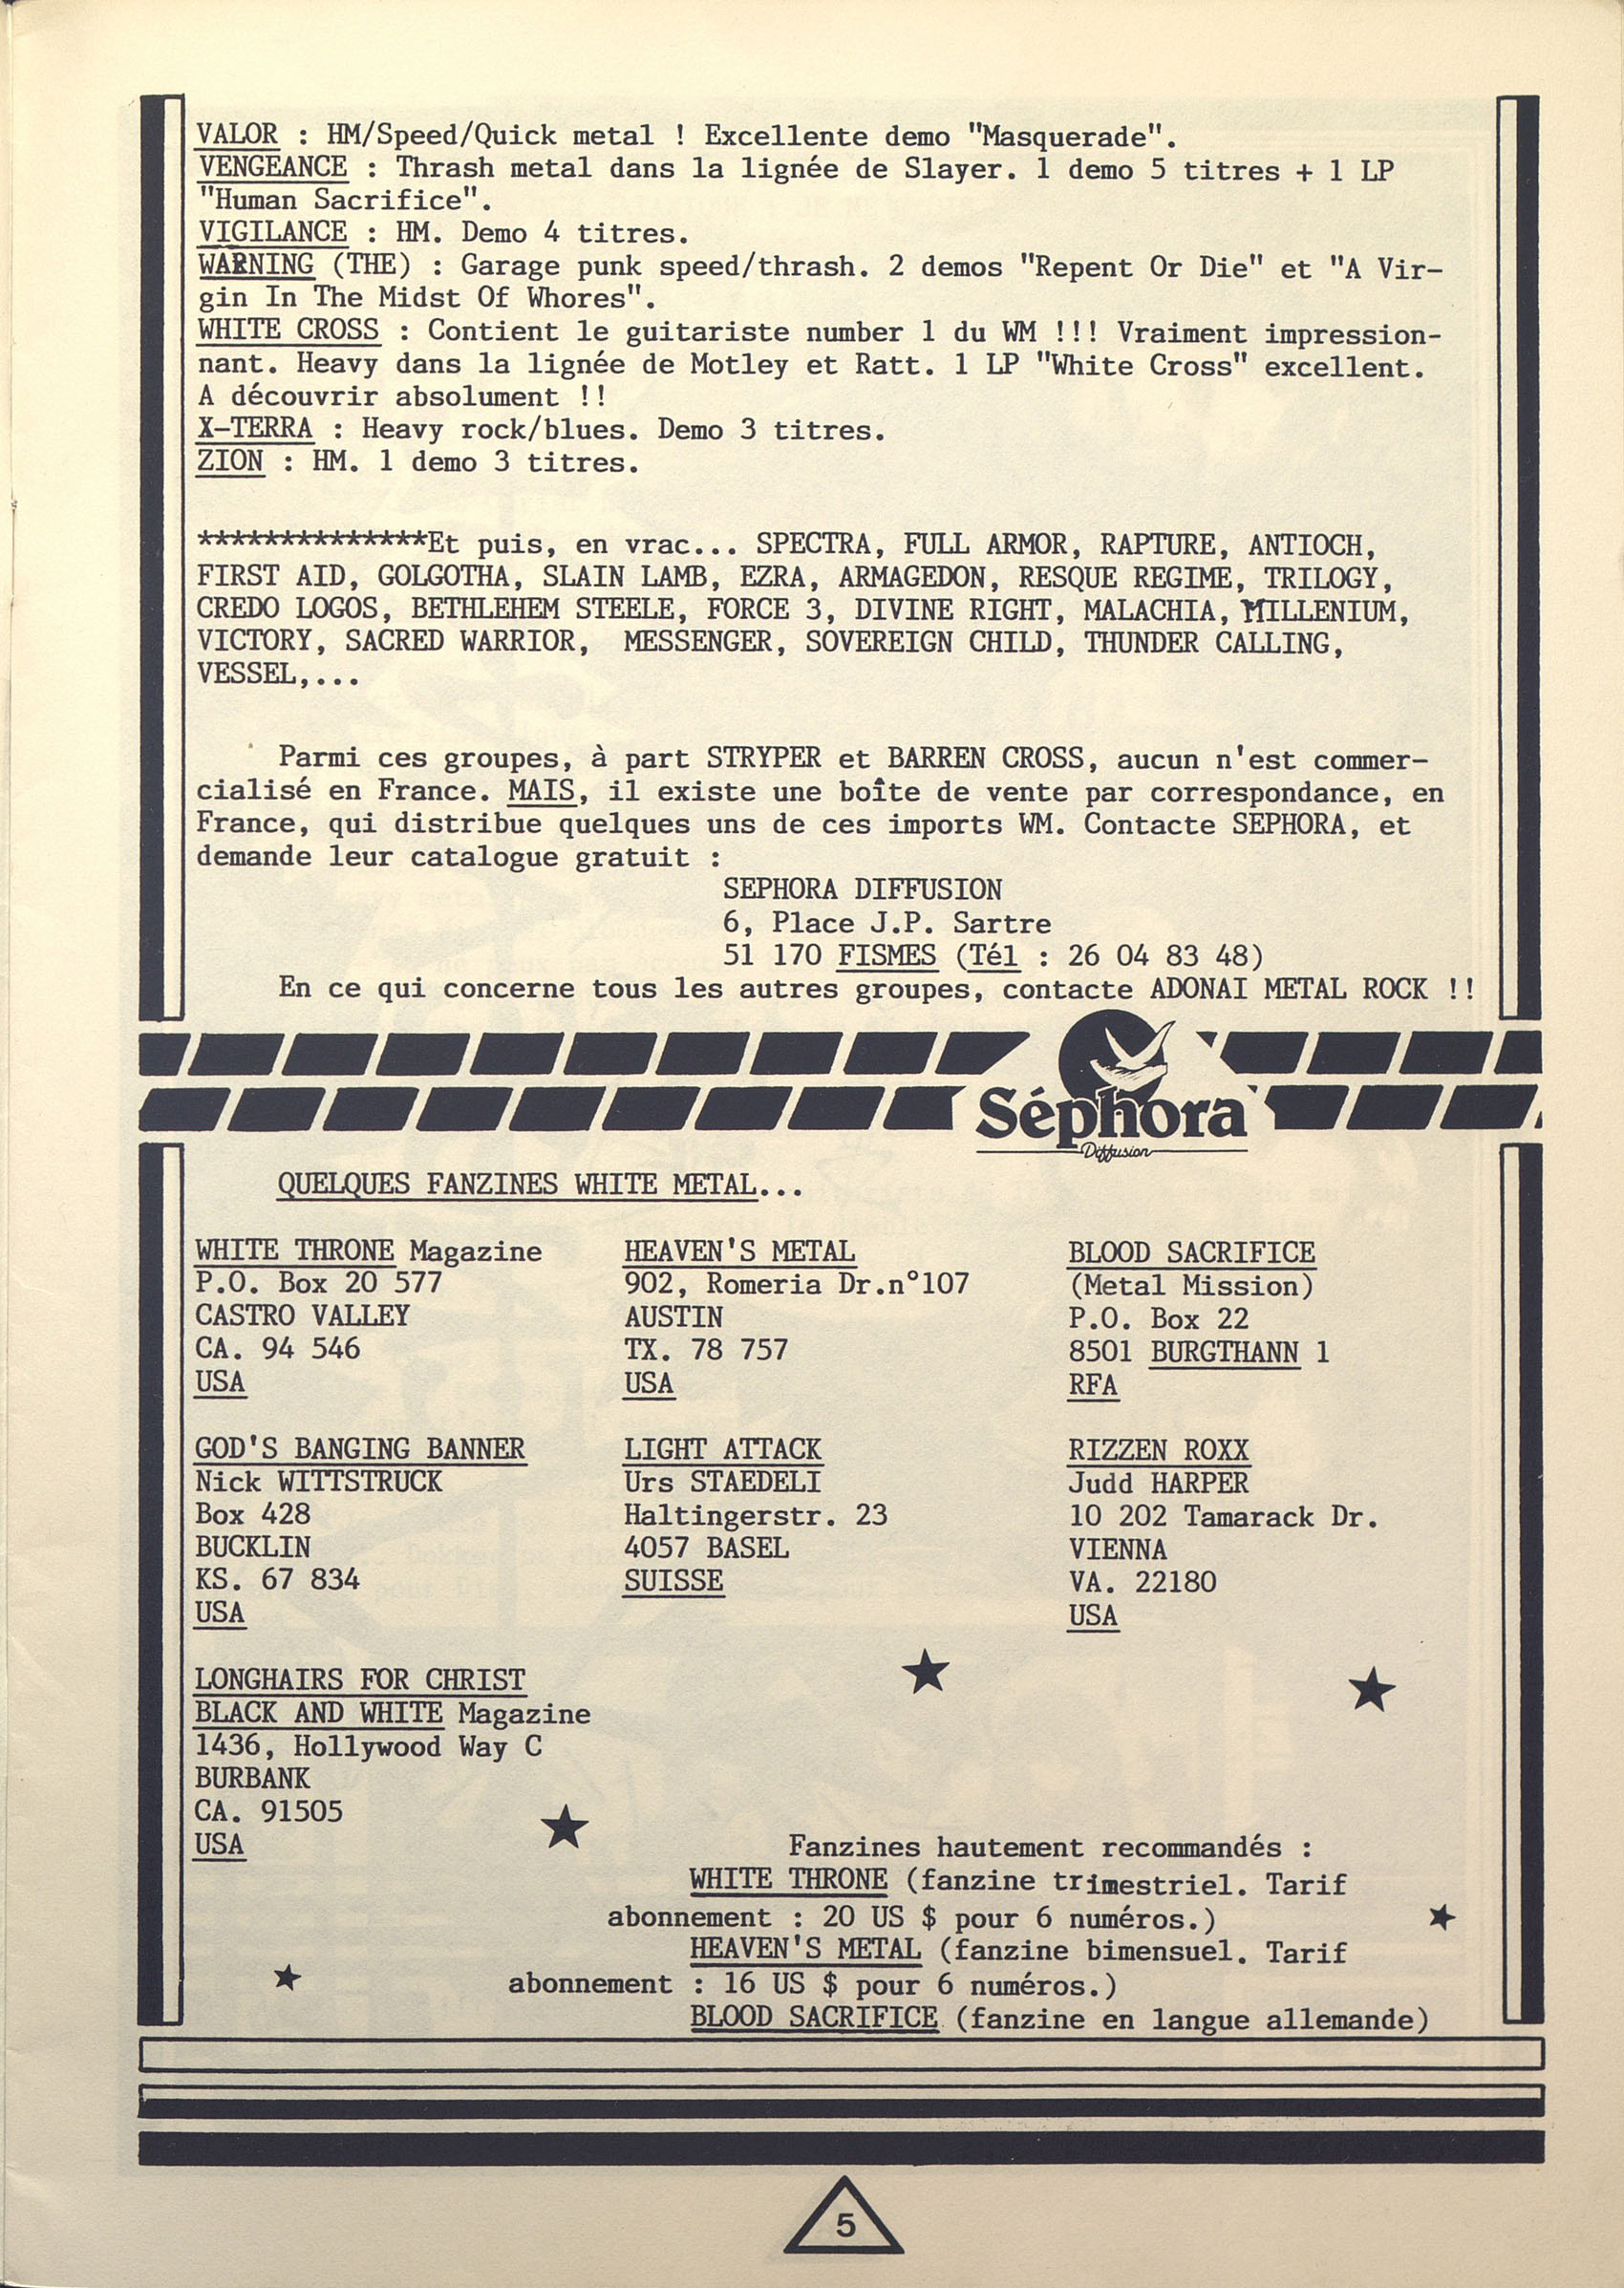 VALOR : HM/Speed/Quick metal ! Excellente demo "Masquerade".
VENGEANCE : Thrash metal dans la lignée de Slayer. 1 demo 5 titres + 1 LP
"Human Sacrifice".
VIGILANCE : HM. Demo 4 titres.
WARNING (THE) : Garage punk speed/thrash. 2 demos "Repent Or Die" et "A Vir-
gin In The Midst Of Whores".
WHITE CROSS : Contient le guitariste number 1 du WM !!! Vraiment impression-
nant. Heavy dans la lignée de Motley et Ratt. 1 LP "White Cross" excellent.
A découvrir absolument !!
X-TERRA : Heavy rock/blues. Demo 3 titres.
ZION : HM. 1 demo 3 titres.
**************Et puis, en vrac... SPECTRA, FULL ARMOR, RAPTURE, ANTIOCH,
FIRST AID, GOLGOTHA, SLAIN LAMB, EZRA, ARMAGEDON, RESQUE REGIME, TRILOGY,
CREDO LOGOS, BETHLEHEM STEELE, FORCE 3, DIVINE RIGHT, MALACHIA, MILLENIUM,
VICTORY, SACRED WARRIOR, MESSENGER, SOVEREIGN CHILD, THUNDER CALLING,
VESSEL,...
Parmi ces groupes, à part STRYPER et BARREN CROSS, aucun n'est commer-
cialisé en France. MAIS, il existe une boîte de vente par correspondance, en
France, qui distribue quelques uns de ces imports WM. Contacte SEPHORA, et
demande leur catalogue gratuit :
SEPHORA DIFFUSION
6, Place J.P. Sartre
51 170 FISMES (Tél : 26 04 83 48)
En ce qui concerne tous les autres groupes, contacte ADONAI METAL ROCK !!
Séphora
Diffusion
QUELQUES FANZINES WHITE METAL...
WHITE THRONE Magazine
P.O. Box 20 577
CASTRO VALLEY
CA. 94 546
USA
HEAVEN'S METAL
902, Romeria Dr.n°107
AUSTIN
TX. 78 757
USA
BLOOD SACRIFICE
(Metal Mission)
P.O. Box 22
8501 BURGTHANN 1
RFA
GOD'S BANGING BANNER
Nick WITTSTRUCK
Box 428
BUCKLIN
KS. 67 834
USA
LIGHT ATTACK
Urs STAEDELI
Haltingerstr. 23
4057 BASEL
SUISSE
RIZZEN ROXX
Judd HARPER
10 202 Tamarack Dr.
VIENNA
VA. 22180
USA
LONGHAIRS FOR CHRIST
BLACK AND WHITE Magazine
1436, Hollywood Way C
BURBANK
CA. 91505
USA
Fanzines hautement recommandés :
WHITE THRONE (fanzine trimestriel. Tarif
abonnement : 20 US $ pour 6 numéros.)
HEAVEN'S METAL (fanzine bimensuel. Tarif
abonnement : 16 US $ pour 6 numéros.)
BLOOD SACRIFICE (fanzine en langue allemande)
5